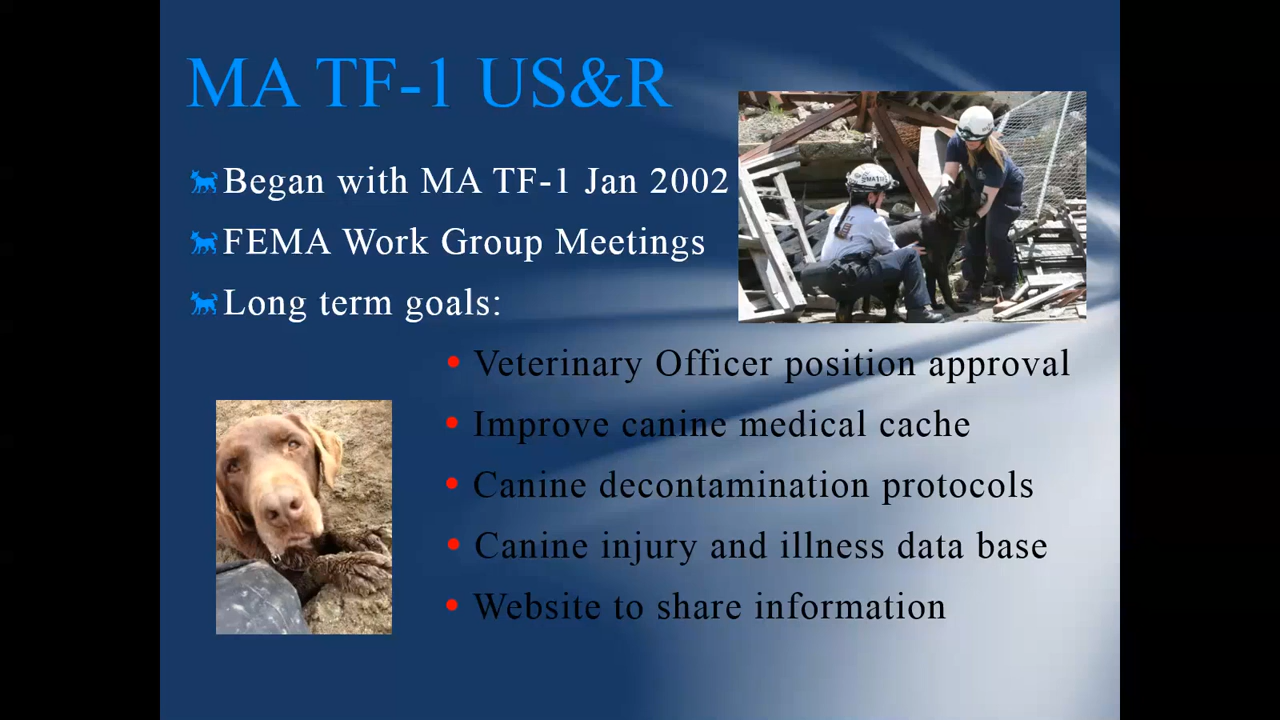 MA TF-1 US&R
Began with MA TF-1 Jan 2002
FEMA Work Group Meetings
Long term goals:
Veterinary Officer position approval
Improve canine medical cache
Canine decontamination protocols
Canine injury and illness data base
Website to share information